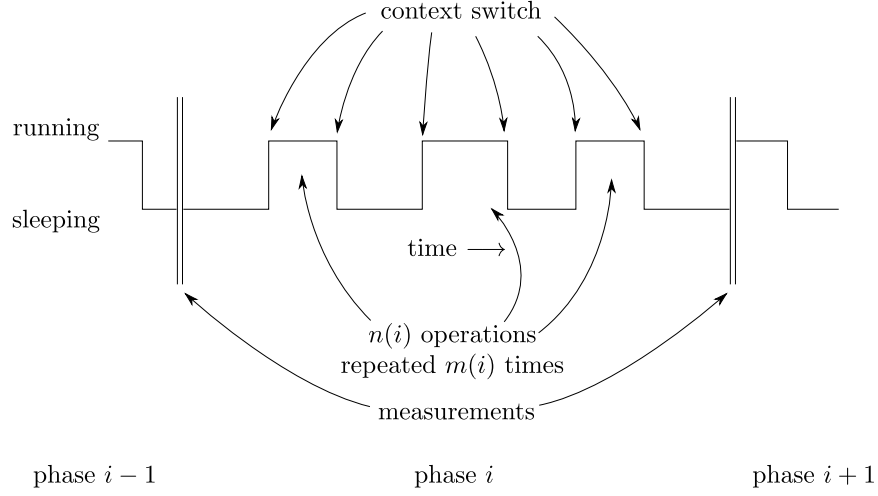 context switch
running
sleeping
time
n(i) operations
repeated m(i) times
measurements
phase i − 1
phase i
phase i + 1